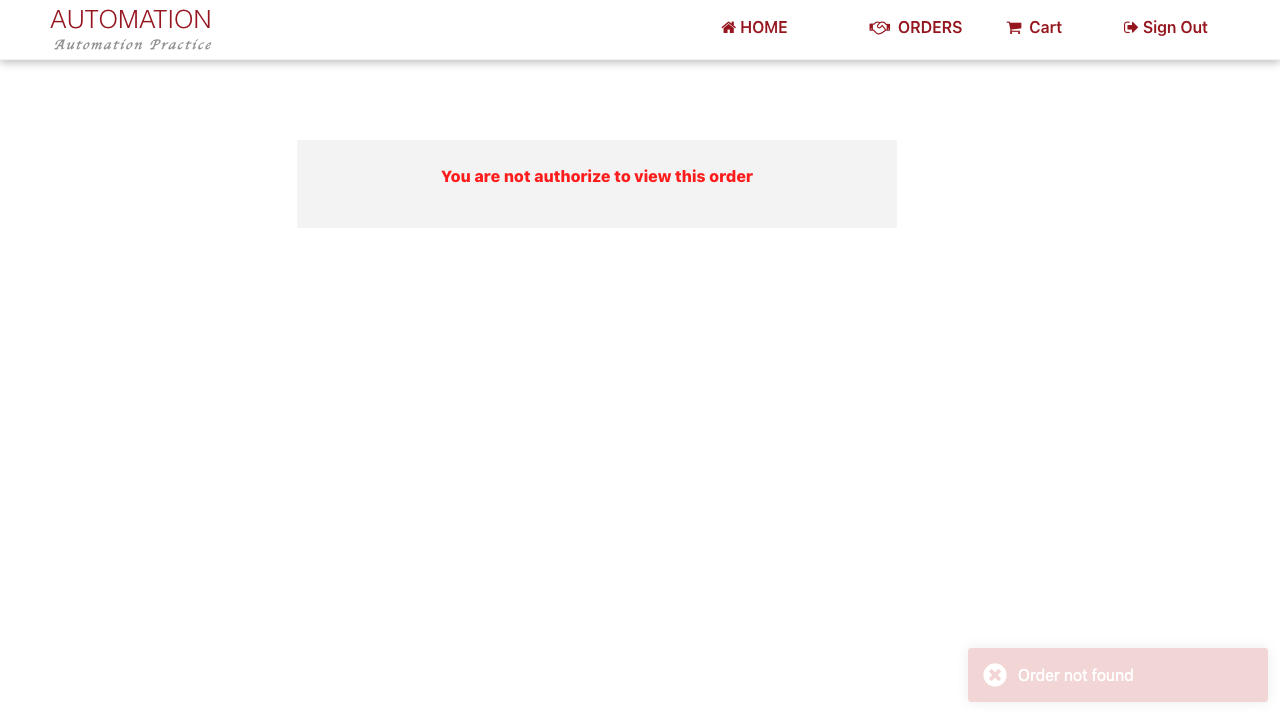 AUTOMATION
Automation Practice
HOME
ORDERS
Cart
Sign Out
You are not authorize to view this order
Order not found